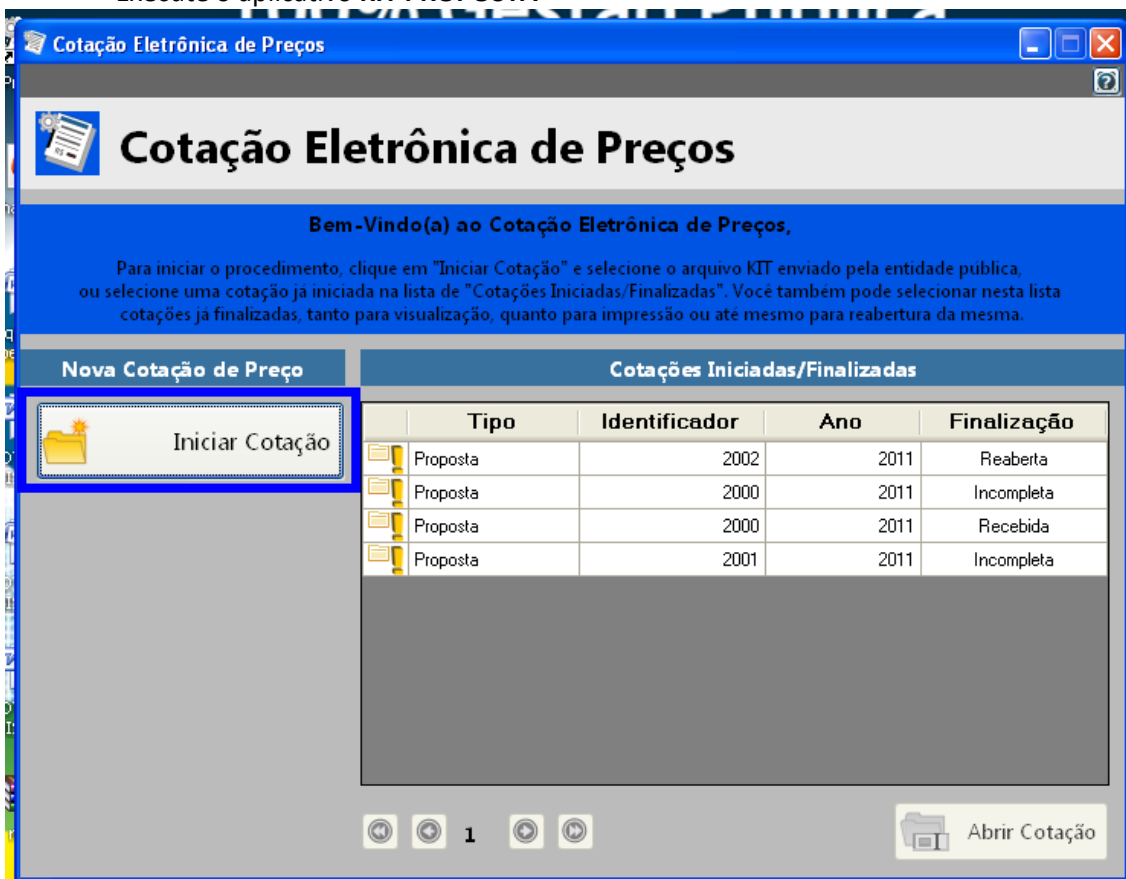 Execute o aplicativo
100% Gestão Pública
Cotação Eletrônica de Preços
Cotação Eletrônica de Preços
Bem-Vindo(a) ao Cotação Eletrônica de Preços,
Para iniciar o procedimento, clique em "Iniciar Cotação" e selecione o arquivo KIT enviado pela entidade pública,
ou selecione uma cotação já iniciada na lista de "Cotações Iniciadas/Finalizadas". Você também pode selecionar nesta lista
cotações já finalizadas, tanto para visualização, quanto para impressão ou até mesmo para reabertura da mesma.
Nova Cotação de Preço
Cotações Iniciadas/Finalizadas
Iniciar Cotação
Tipo Identificador Ano Finalização
Proposta 2002 2011 Reaberta
Proposta 2000 2011 Incompleta
Proposta 2000 2011 Recebida
Proposta 2001 2011 Incompleta
1
Abrir Cotação